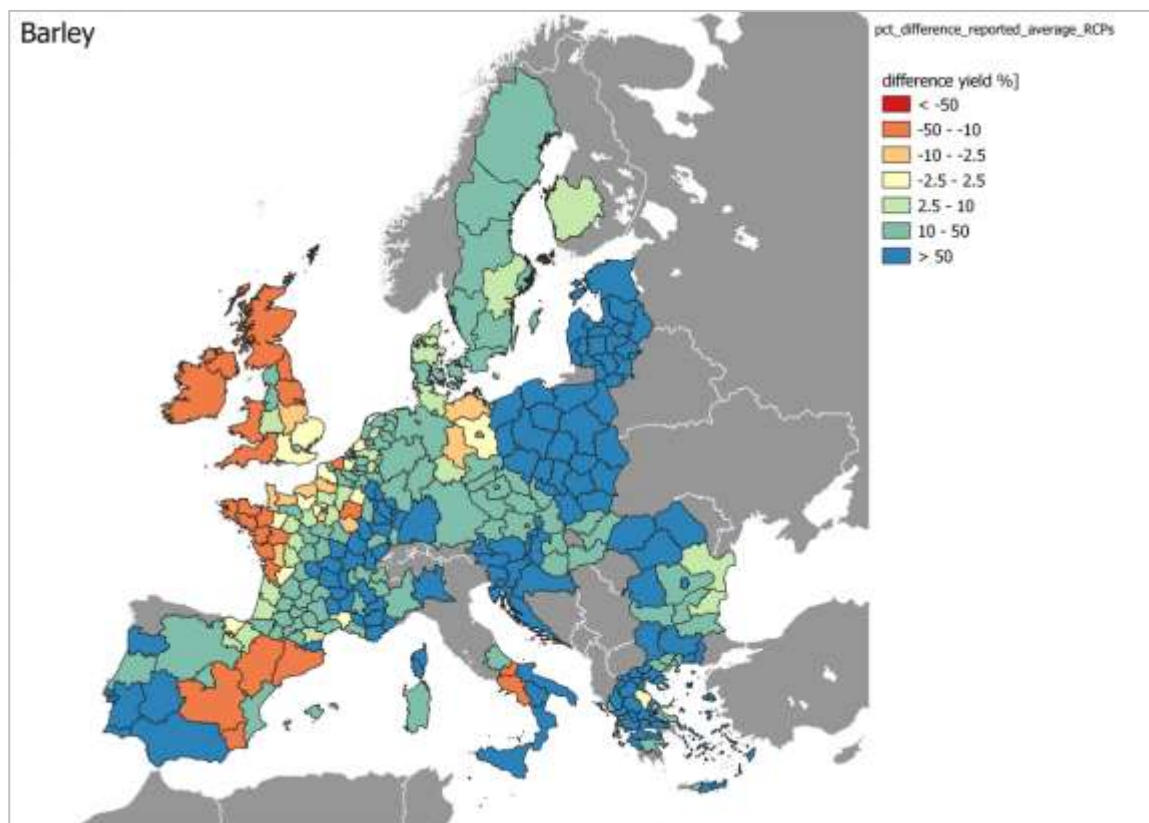 Barley
pct_difference_reported_average_RCPs
difference yield %]
< -50
-50 - -10
-10 - -2.5
-2.5 - 2.5
2.5 - 10
10 - 50
> 50